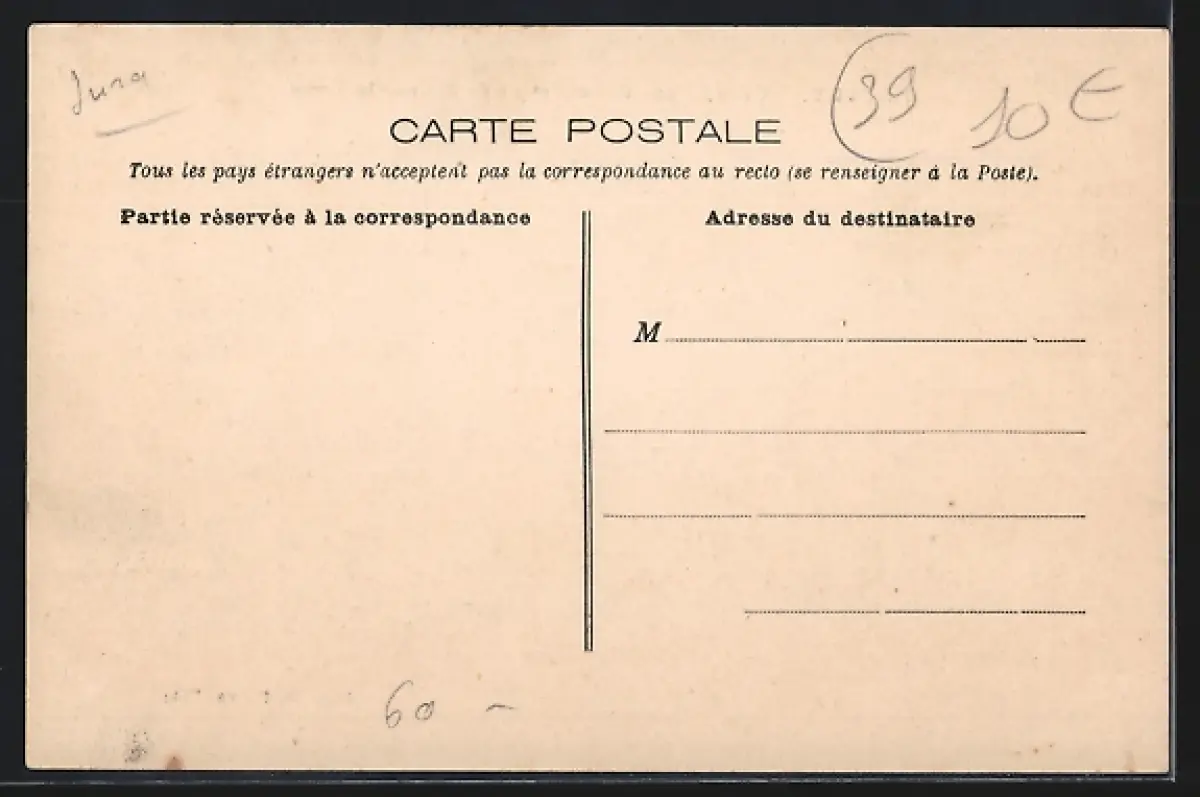 Jura
(39
10 €
CARTE POSTALE
Tous les pays étrangers n'acceptent pas la correspondance au recto (se renseigner à la Poste).
Partie réservée à la correspondance
Adresse du destinataire
M
60 -